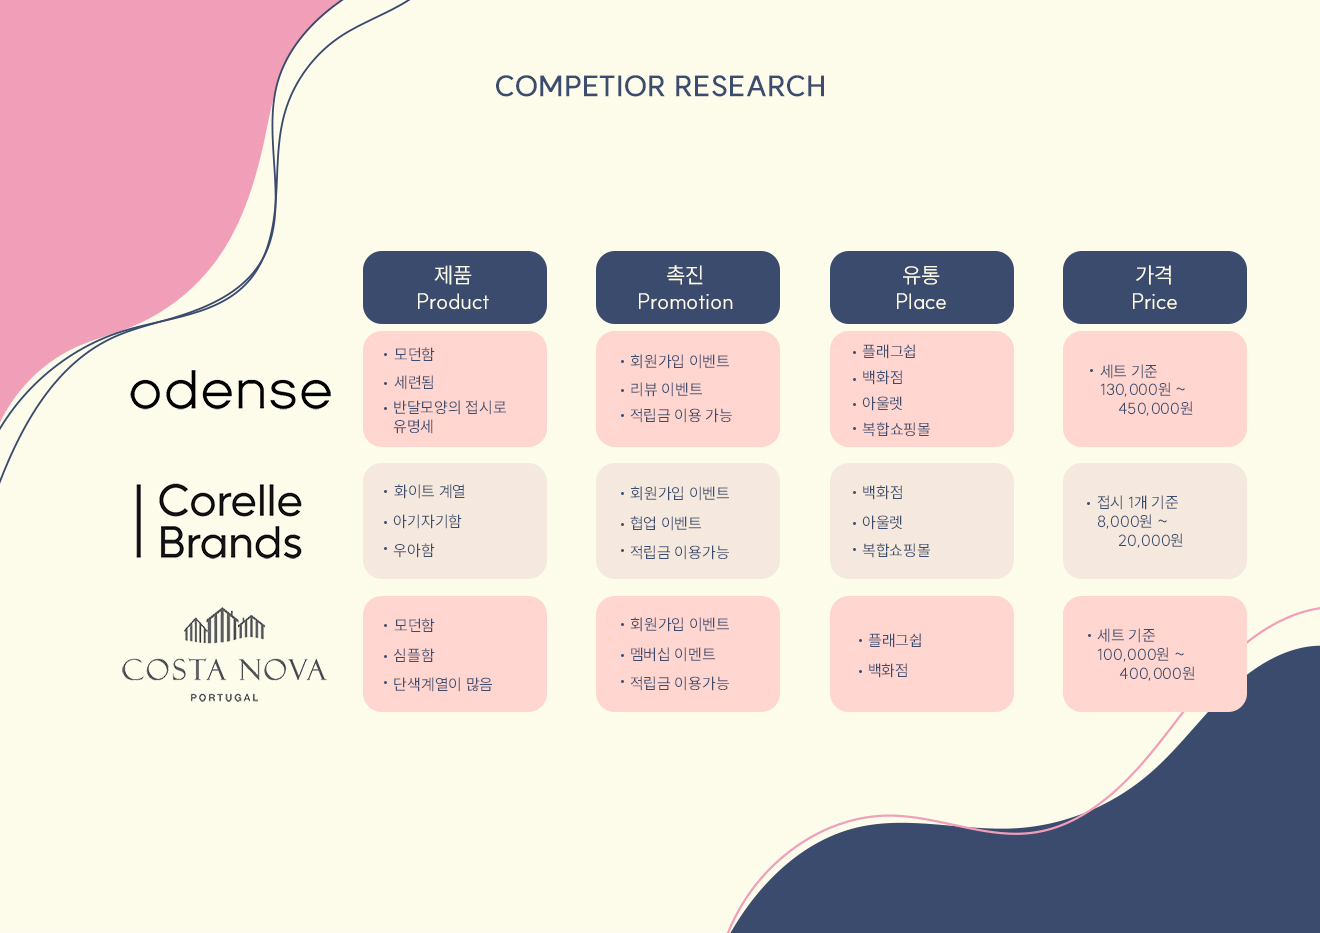 COMPETIOR RESEARCH
제품
Product
촉진
Promotion
유통
Place
가격
Price
odense
• 모던함
• 세련됨
• 반달모양의 접시로
유명세
• 회원가입 이벤트
• 리뷰 이벤트
• 적립금 이용 가능
• 플래그쉽
• 백화점
• 아울렛
• 복합쇼핑몰
• 세트 기준
130,000원 ~
450,000원
Corelle
Brands
• 화이트 계열
• 아기자기함
• 우아함
• 회원가입 이벤트
• 협업 이벤트
• 적립금 이용가능
• 백화점
• 아울렛
• 복합쇼핑몰
• 접시 1개 기준
8,000원 ~
20,000원
COSTA NOVA
PORTUGAL
• 모던함
• 심플함
• 단색계열이 많음
• 회원가입 이벤트
• 멤버십 이멘트
• 적립금 이용가능
• 플래그쉽
• 백화점
• 세트 기준
100,000원 ~
400,000원